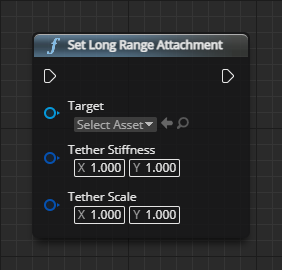 f Set Long Range Attachment
Target
Select Asset
Tether Stiffness
X 1.000 Y 1.000
Tether Scale
X 1.000 Y 1.000